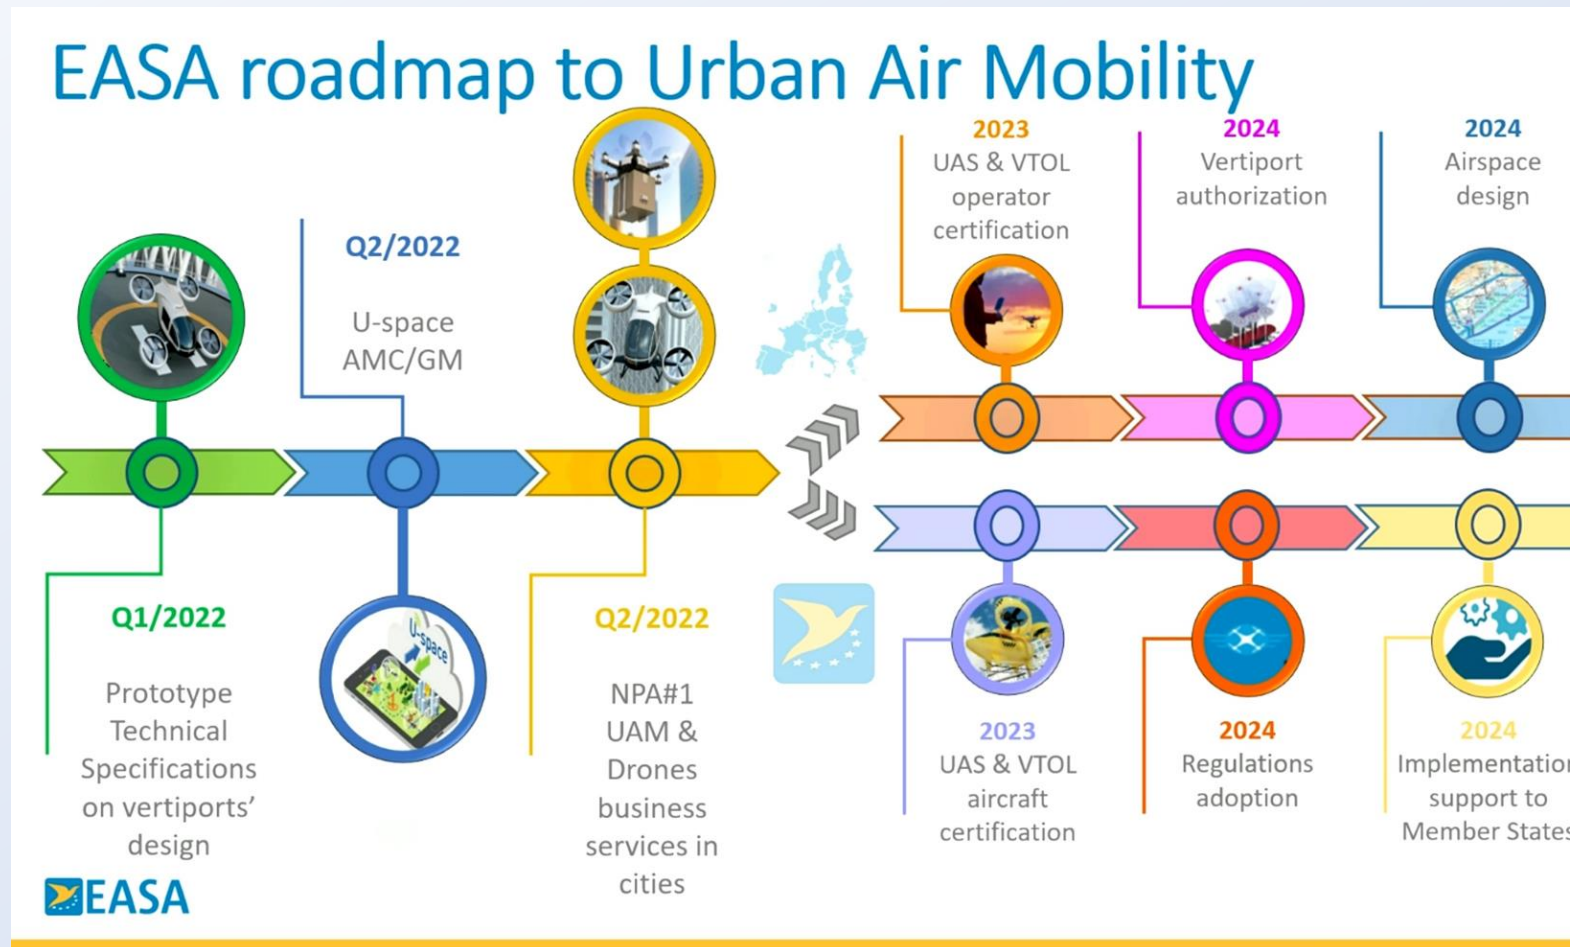 EASA roadmap to Urban Air Mobility
Q1/2022
Prototype
Technical
Specifications
on vertiports’
design
Q2/2022
U-space
AMC/GM
U-space
Q2/2022
NPA#1
UAM &
Drones
business
services in
cities
2023
UAS & VTOL
operator
certification
2024
Vertiport
authorization
2024
Airspace
design
2023
UAS & VTOL
aircraft
certification
2024
Regulations
adoption
2024
Implementation
support to
Member States
EASA